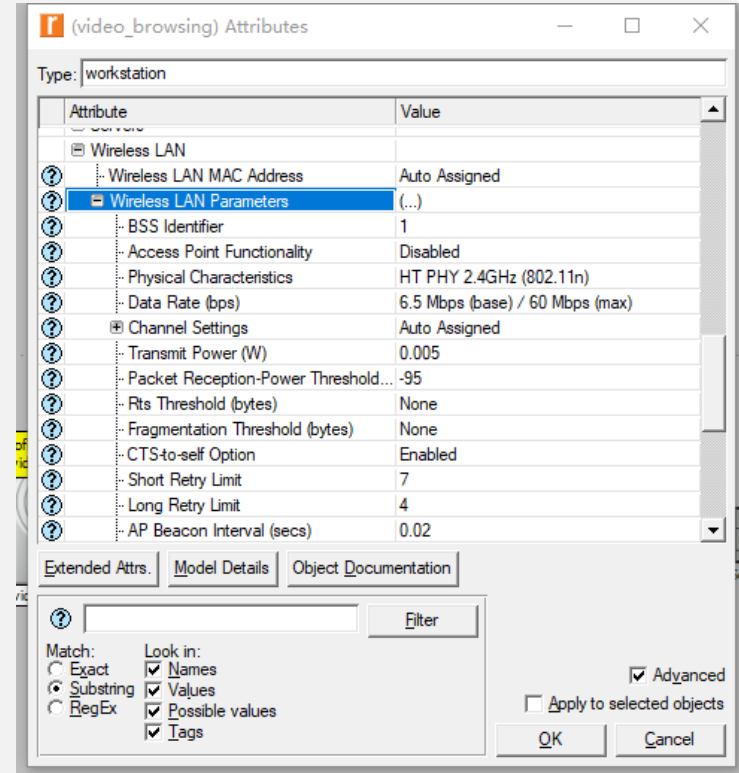 (video_browsing) Attributes
Type: workstation
Attribute Value
Servers
Wireless LAN
Wireless LAN MAC Address Auto Assigned
Wireless LAN Parameters (...)
BSS Identifier 1
Access Point Functionality Disabled
Physical Characteristics HT PHY 2.4GHz (802.11n)
Data Rate (bps) 6.5 Mbps (base) / 60 Mbps (max)
Channel Settings Auto Assigned
Transmit Power (W) 0.005
Packet Reception-Power Threshold... -95
Rts Threshold (bytes) None
Fragmentation Threshold (bytes) None
CTS-to-self Option Enabled
Short Retry Limit 7
Long Retry Limit 4
AP Beacon Interval (secs) 0.02
Extended Attrs. Model Details Object Documentation
Filter
Match: Look in:
Exact Names
Substring Values
RegEx Possible values
Tags
Advanced
Apply to selected objects
OK Cancel